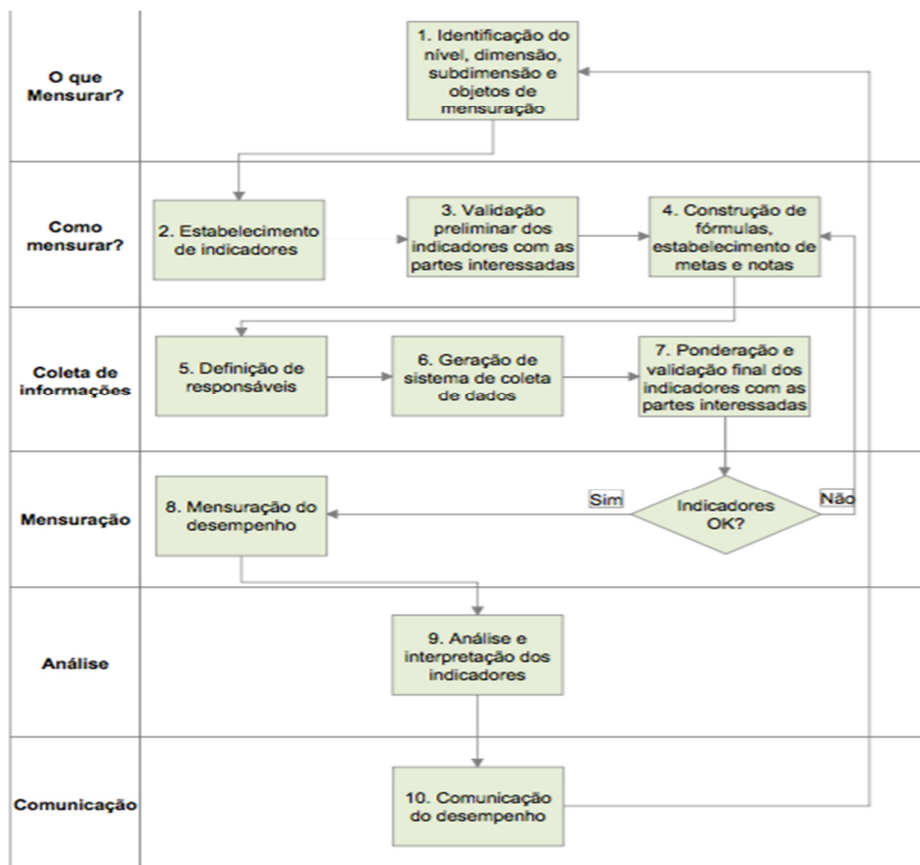 O que
Mensurar?
1. Identificação do
nível, dimensão,
subdimensão e
objetos de
mensuração
Como
mensurar?
2. Estabelecimento
de indicadores
3. Validação
preliminar dos
indicadores com as
partes interessadas
4. Construção de
fórmulas,
estabelecimento de
metas e notas
Coleta de
informações
5. Definição de
responsáveis
6. Geração de
sistema de coleta
de dados
7. Ponderação e
validação final dos
indicadores com as
partes interessadas
Mensuração
8. Mensuração do
desempenho
Sim
Indicadores
OK?
Não
Análise
9. Análise e
interpretação dos
indicadores
Comunicação
10. Comunicação
do desempenho